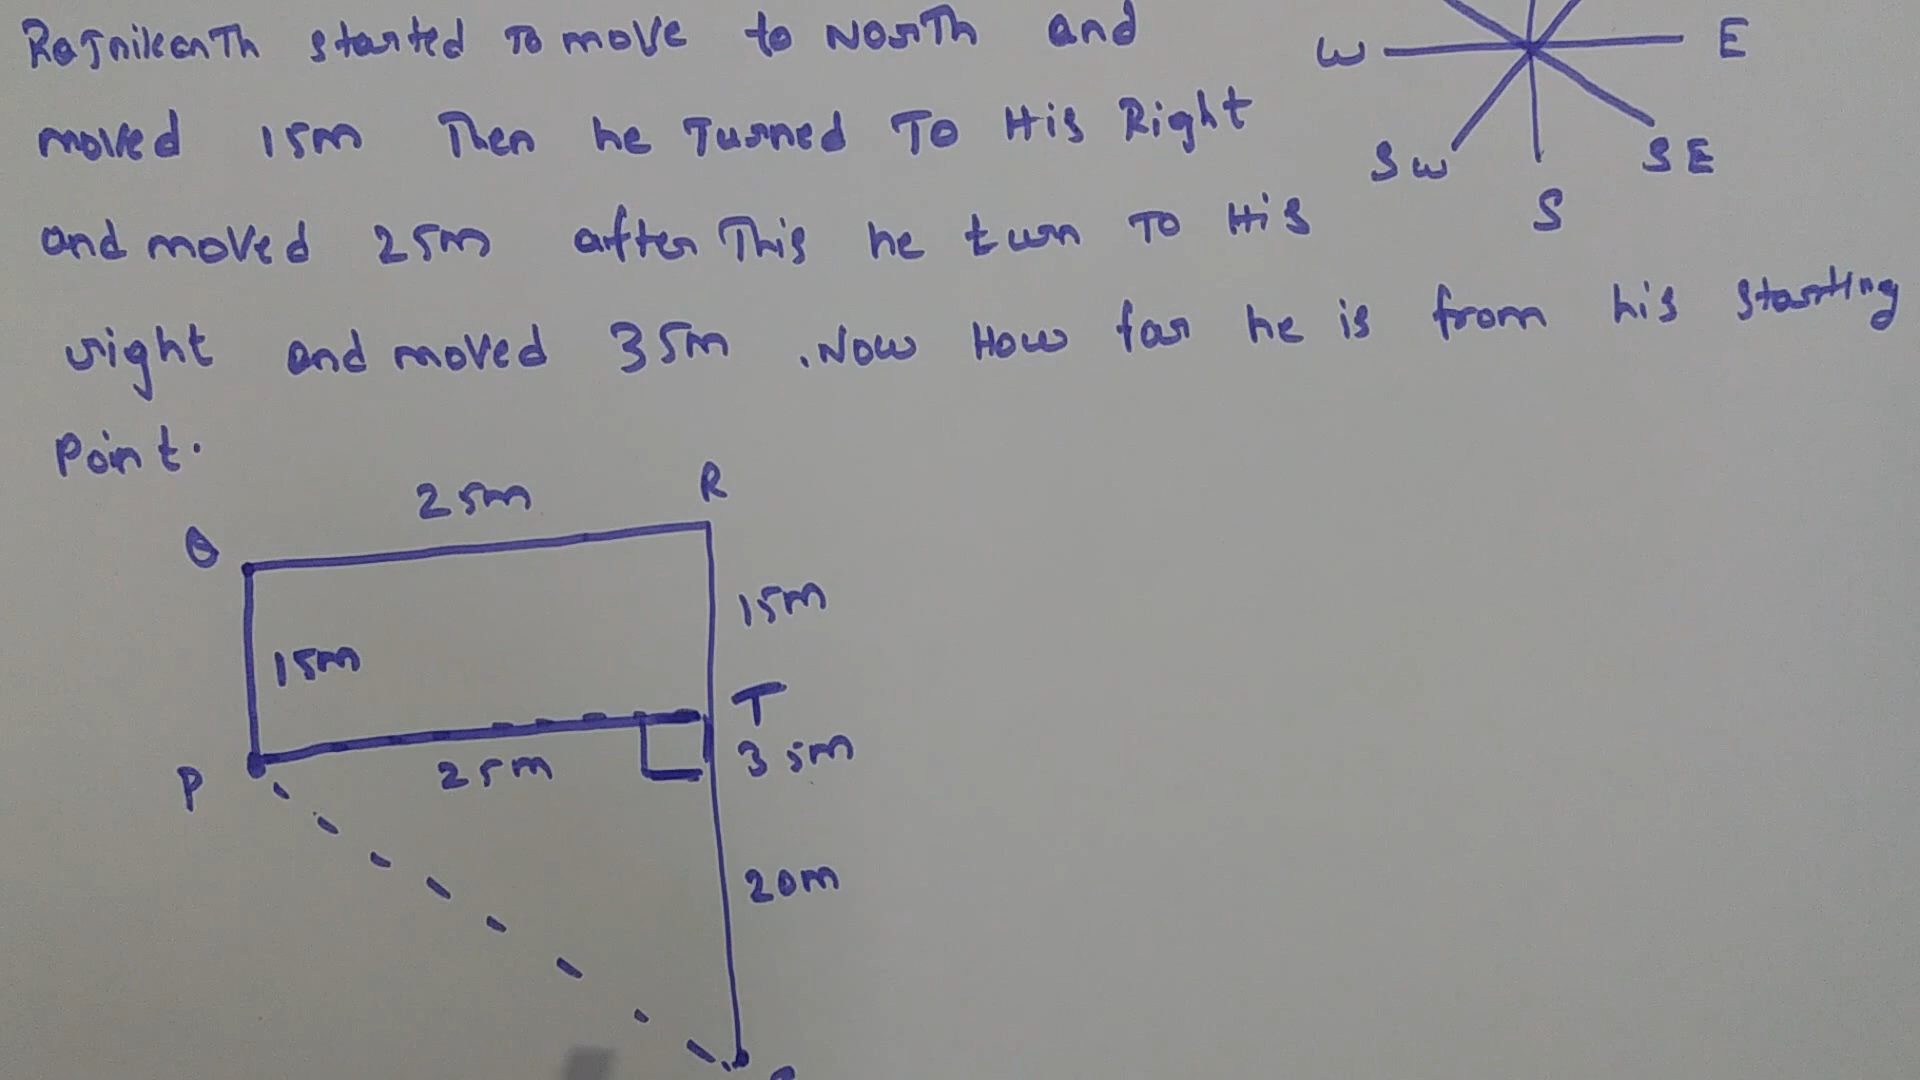 Rajnikanth started to move to North and
W E
moved 15m Then he Turned To His Right
SW SE
S
and moved 25m after This he turn To His
right and moved 35m . Now How far he is from his starting
Point.
25m R
Q
15m
15m
T
P 25m 35m
20m